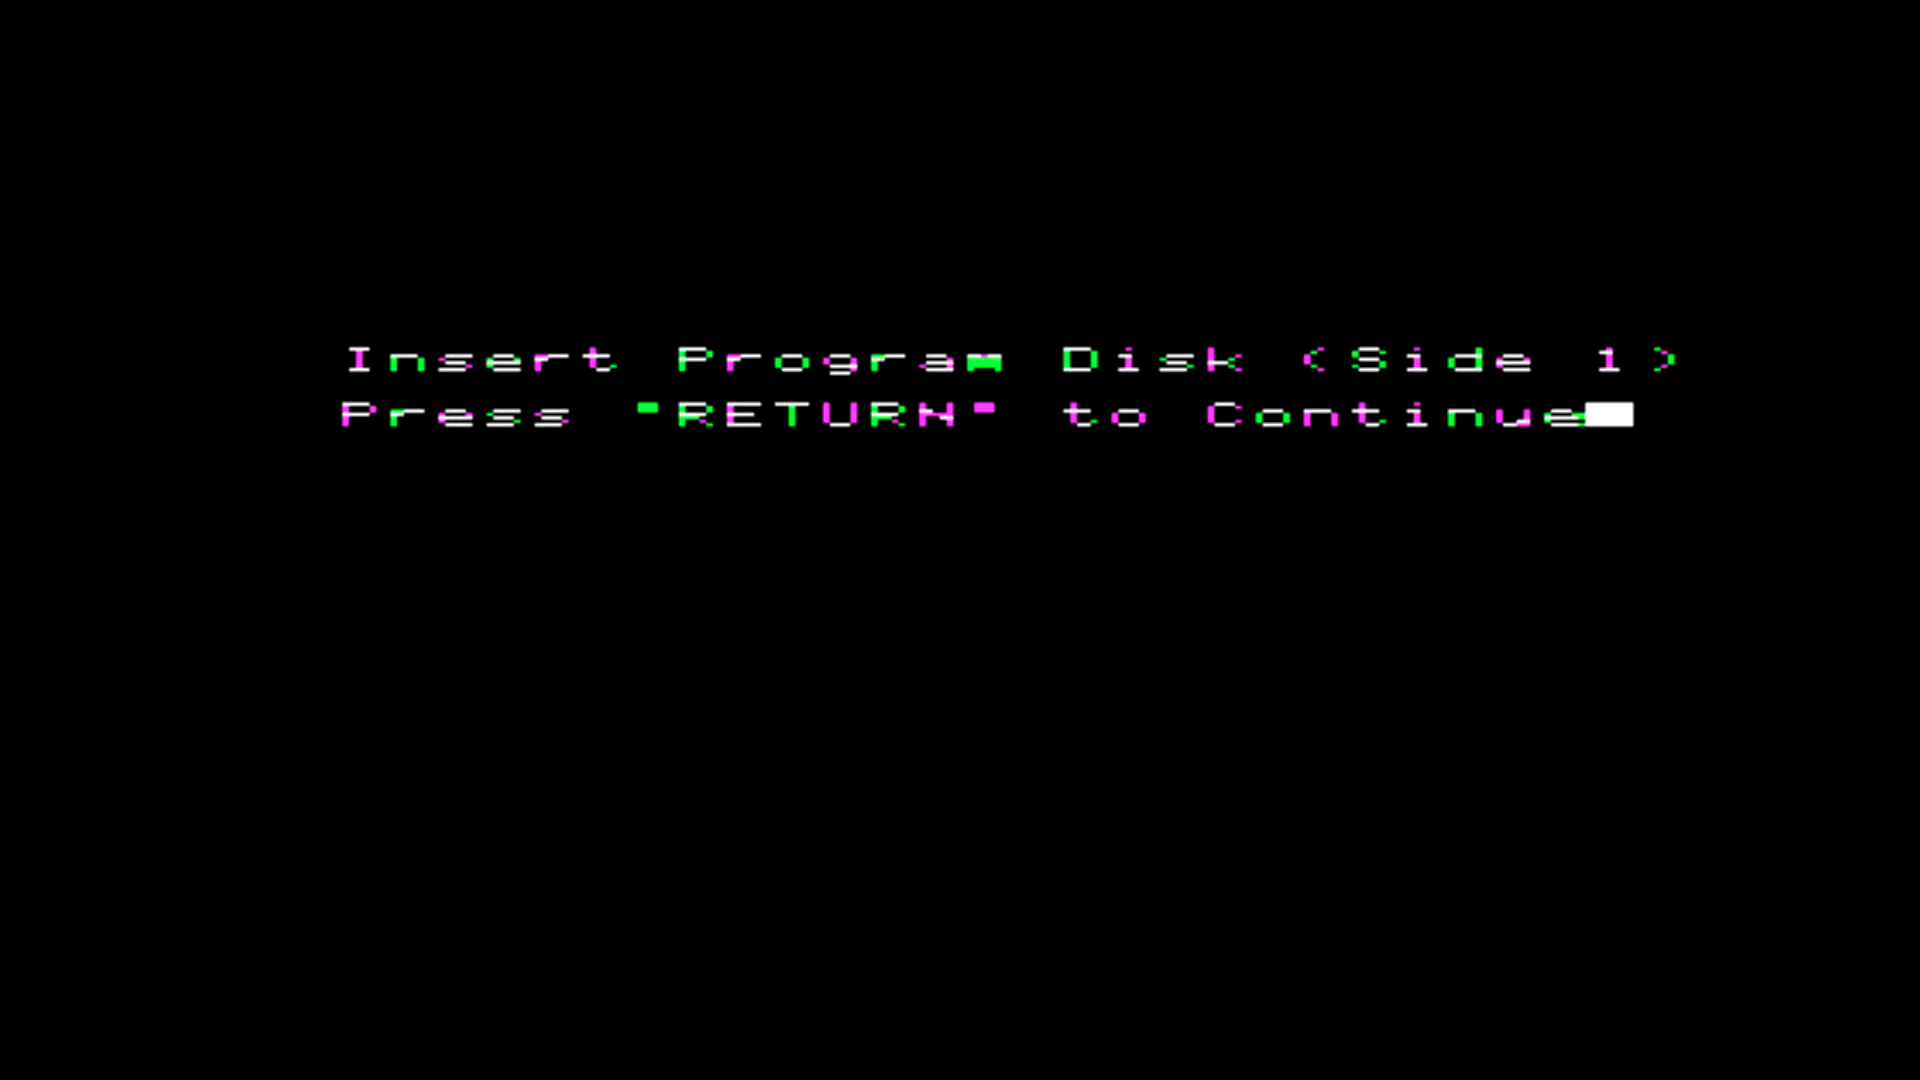 Insert Program Disk (Side 1)
Press "RETURN" to Continue